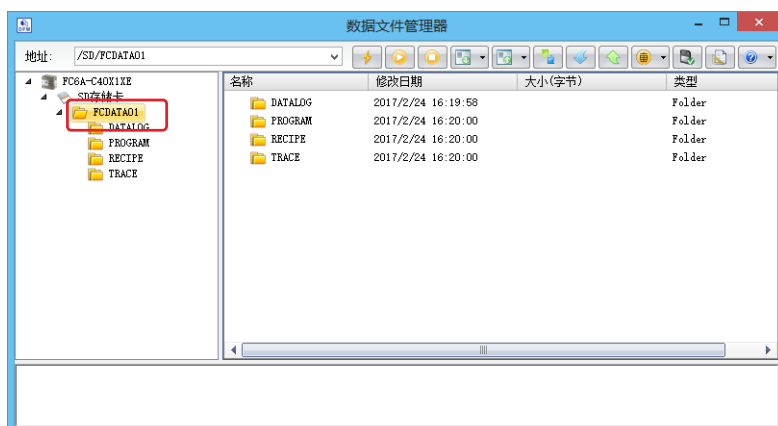 数据文件管理器
地址: /SD/FCDATA01
FC6A-C40X1XE
SD存储卡
FCDATA01
DATALOG
PROGRAM
RECIPE
TRACE
名称 修改日期 大小(字节) 类型
DATALOG 2017/2/24 16:19:58 Folder
PROGRAM 2017/2/24 16:20:00 Folder
RECIPE 2017/2/24 16:20:00 Folder
TRACE 2017/2/24 16:20:00 Folder